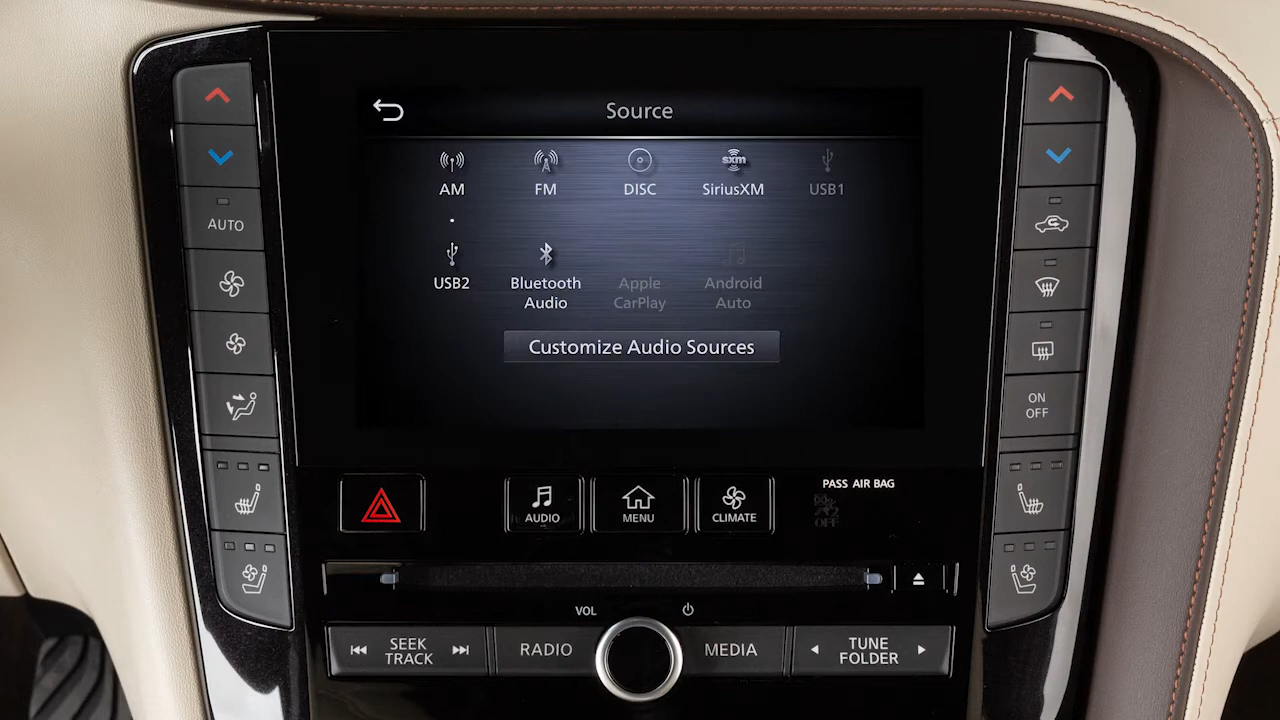 Source
AM FM DISC sxm SiriusXM USB1
USB2 Bluetooth Audio Apple CarPlay Android Auto
Customize Audio Sources
AUTO
ON
OFF
AUDIO MENU CLIMATE
PASS AIR BAG
OFF
VOL
SEEK
TRACK
RADIO
MEDIA
TUNE
FOLDER